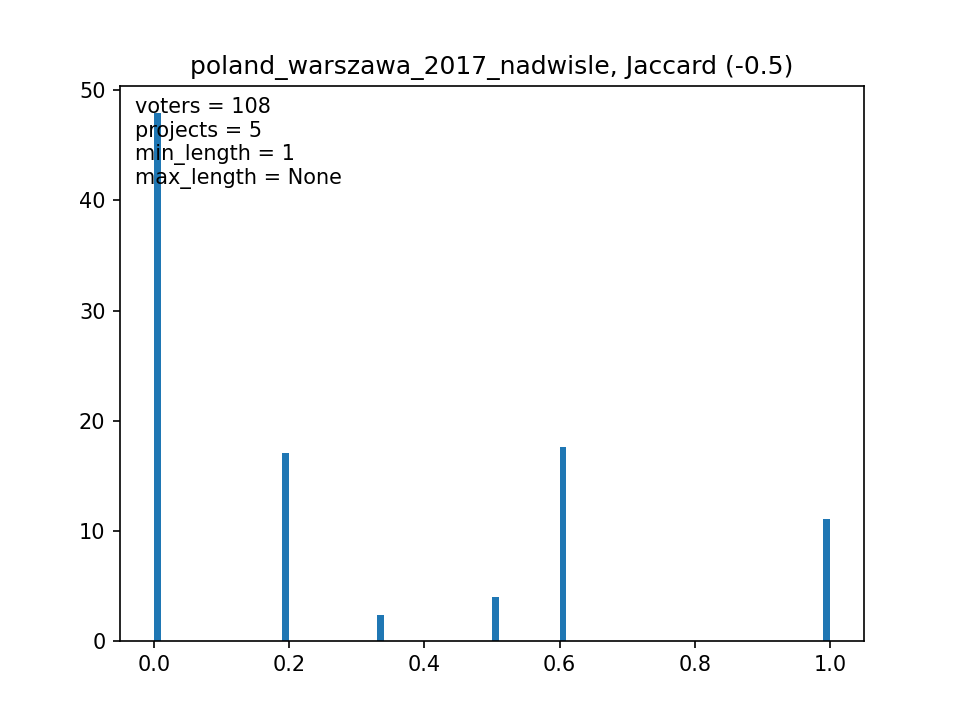 poland_warszawa_2017_nadwisle, Jaccard (-0.5)
50
voters = 108
projects = 5
min_length = 1
max_length = None
40
30
20
10
0
0.0 0.2 0.4 0.6 0.8 1.0